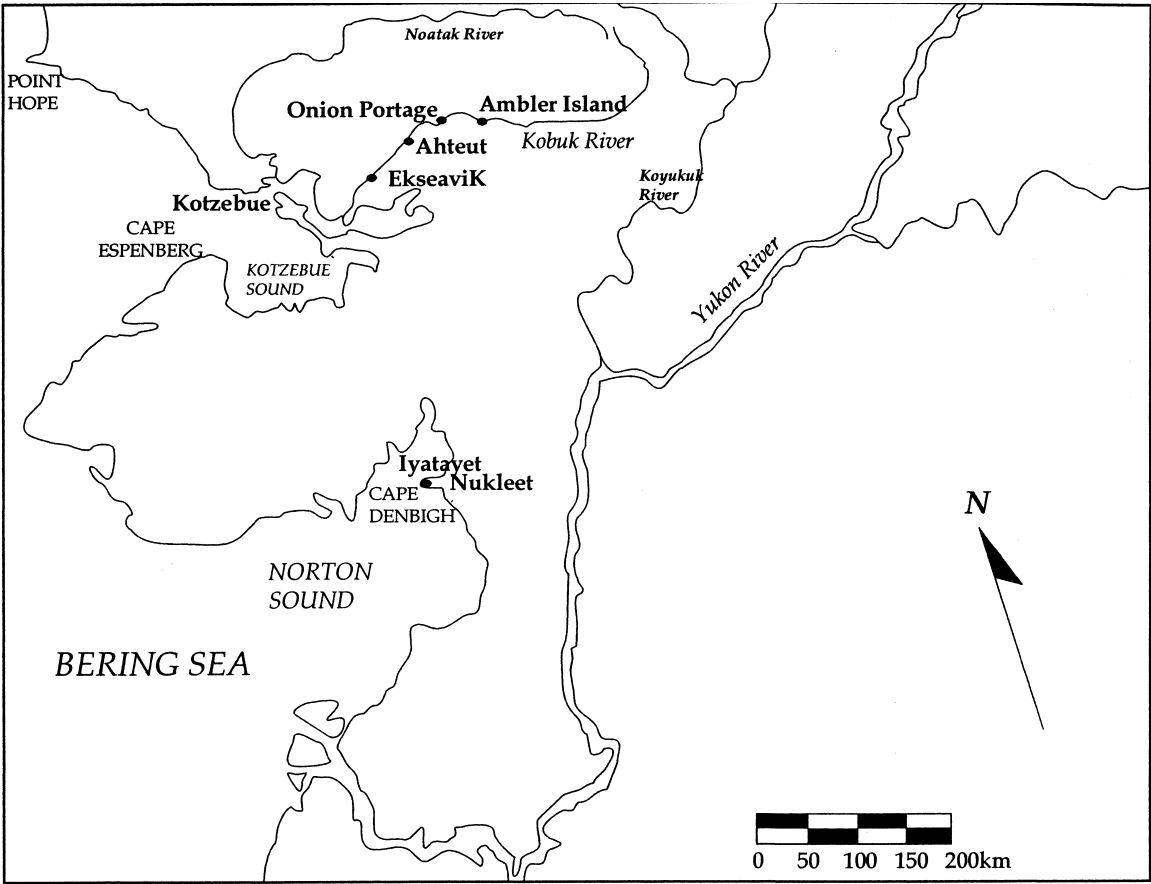 Noatak River
POINT
HOPE
Onion Portage
Ambler Island
Kobuk River
Ahteut
EkseaviK
Koyukuk
River
Kotzebue
CAPE
ESPENBERG
KOTZEBUE
SOUND
Yukon River
Iyatayet
Nukleet
CAPE
DENBIGH
N
NORTON
SOUND
BERING SEA
0 50 100 150 200km